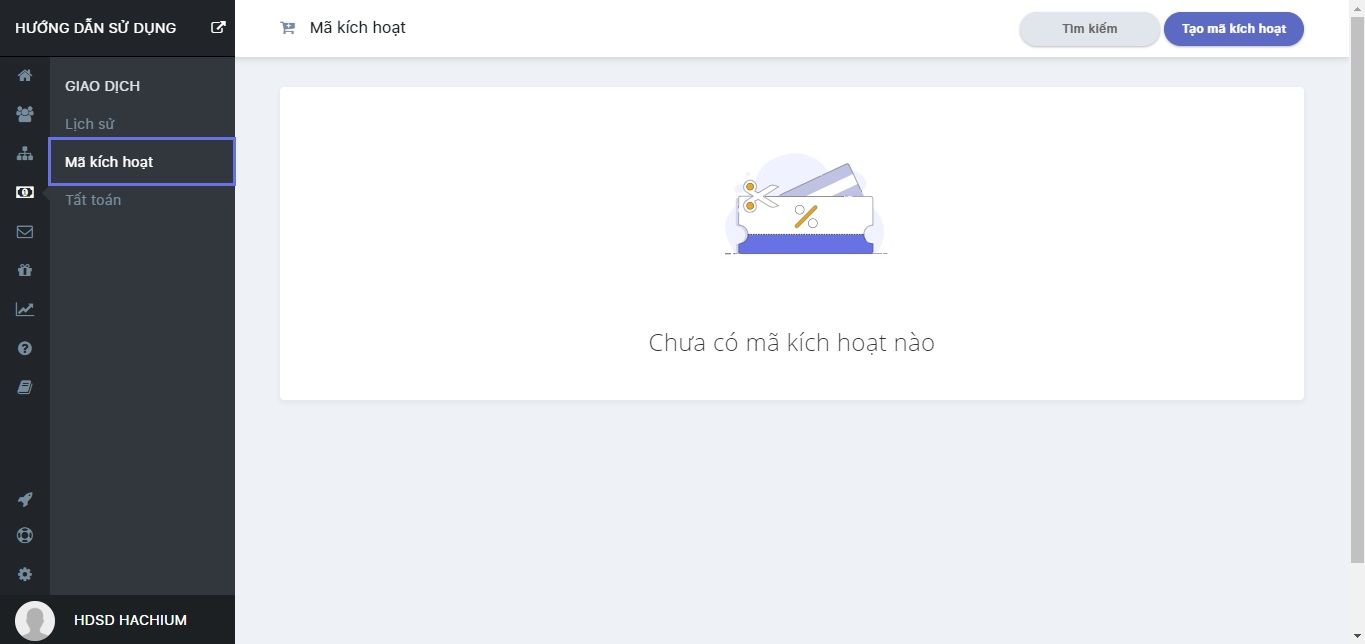 HƯỚNG DẪN SỬ DỤNG
Mã kích hoạt
Tìm kiếm
Tạo mã kích hoạt
GIAO DỊCH
Lịch sử
Mã kích hoạt
Tất toán
Chưa có mã kích hoạt nào
HDSD HACHIUM